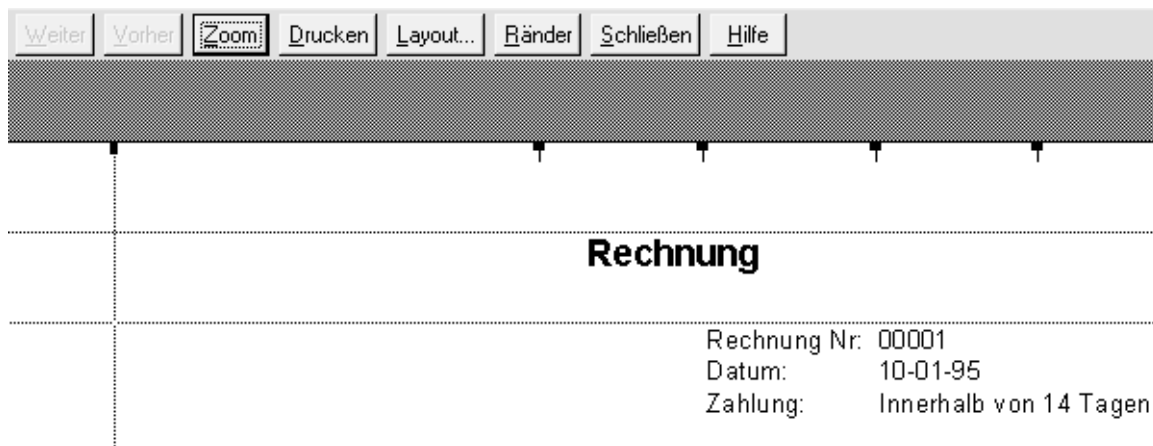 Weiter Vorher Zoom Drucken Layout... Ränder Schließen Hilfe
Rechnung
Rechnung Nr: 00001
Datum: 10-01-95
Zahlung: Innerhalb von 14 Tagen